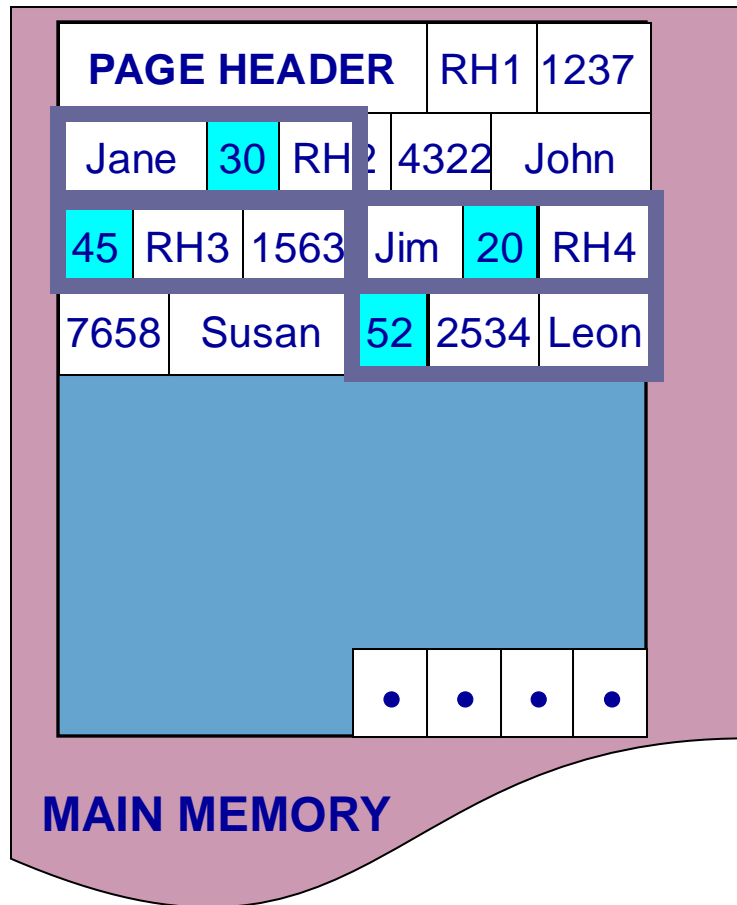 PAGE HEADER RH1 1237
Jane 30 RH2 4322 John
45 RH3 1563 Jim 20 RH4
7658 Susan 52 2534 Leon
• • • •
MAIN MEMORY